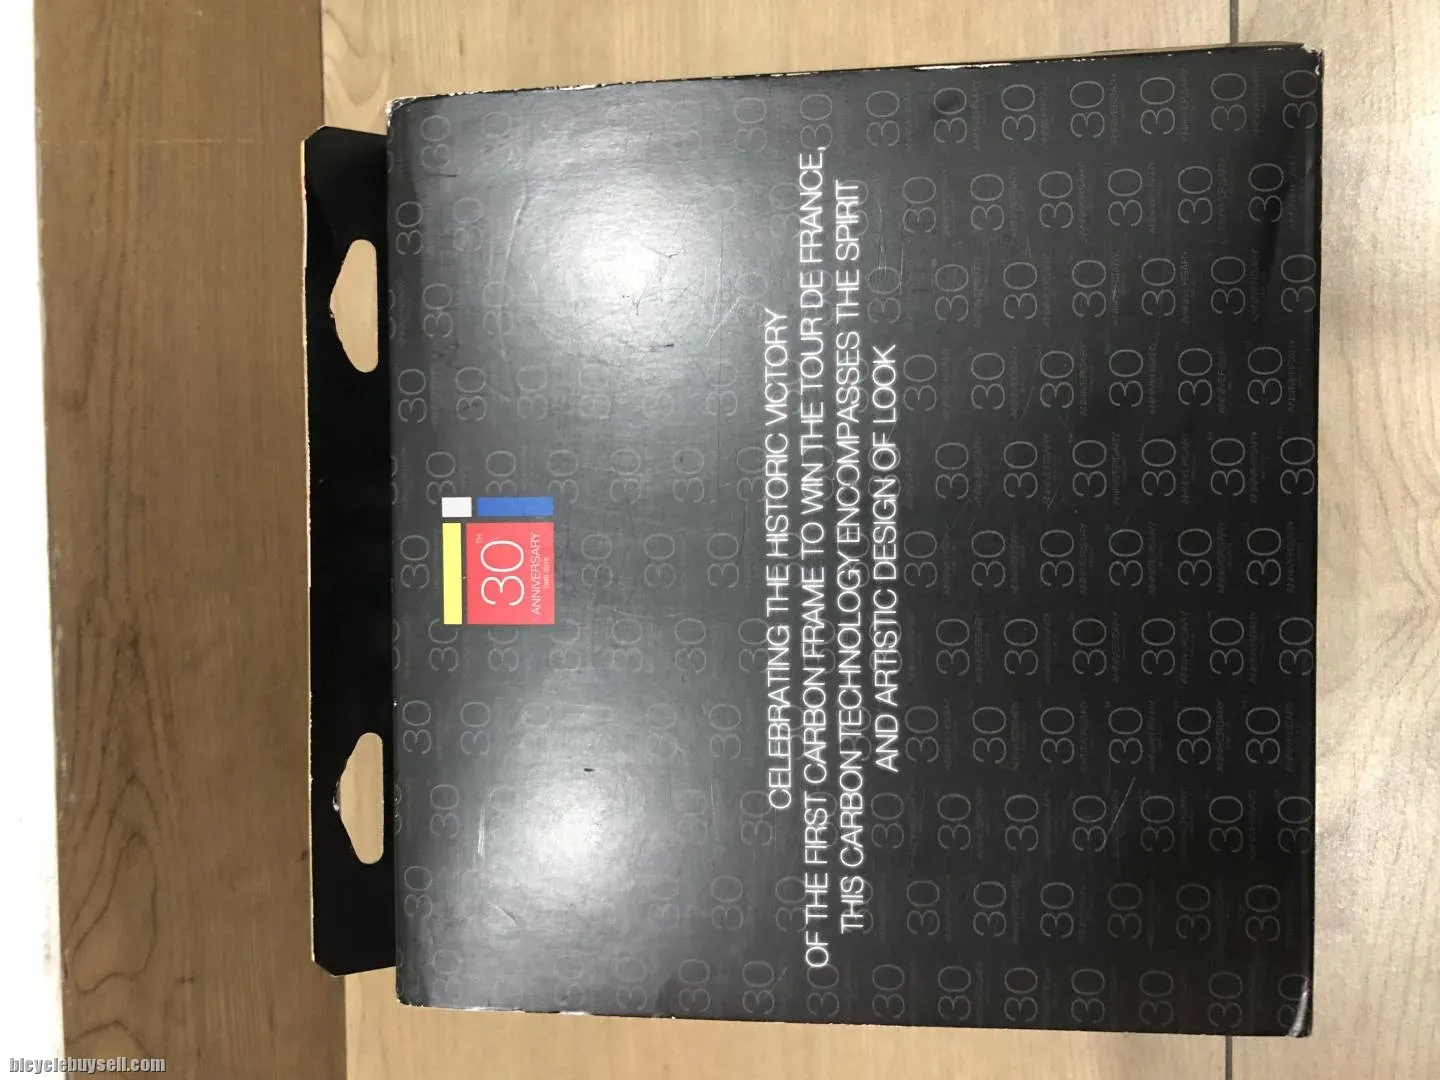 30TH
ANNIVERSARY
CELEBRATING THE HISTORIC VICTORY
OF THE FIRST CARBON FRAME TO WIN THE TOUR DE FRANCE,
THIS CARBON TECHNOLOGY ENCOMPASSES THE SPIRIT
AND ARTISTIC DESIGN OF LOOK
bicyclebuysell.com